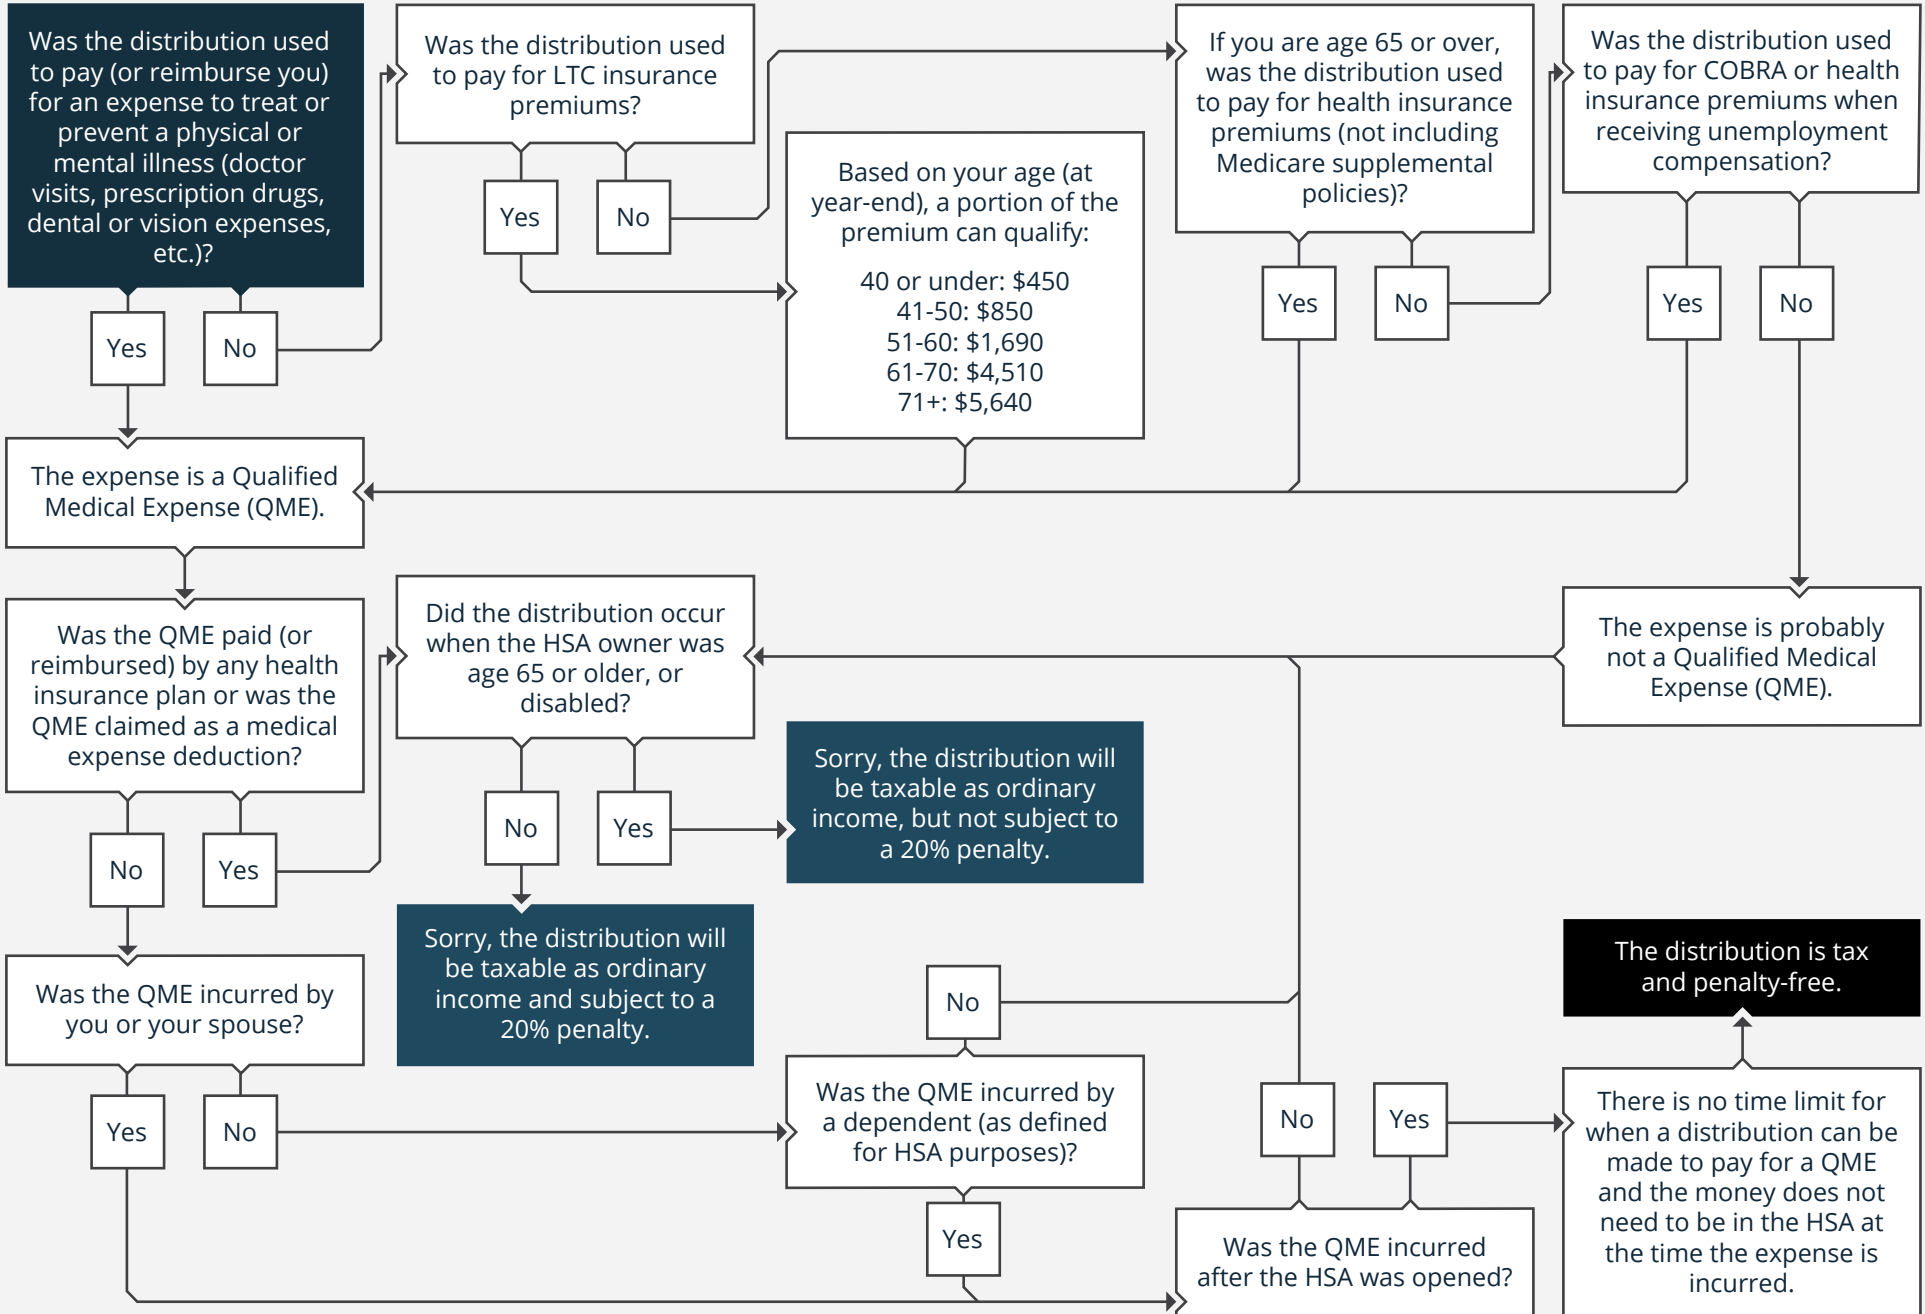 Was the distribution used
to pay (or reimburse you)
for an expense to treat or
prevent a physical or
mental illness (doctor
visits, prescription drugs,
dental or vision expenses,
etc.)?
Yes
No
Was the distribution used
to pay for LTC insurance
premiums?
Yes
No
Based on your age (at
year-end), a portion of the
premium can qualify:
40 or under: $450
41-50: $850
51-60: $1,690
61-70: $4,510
71+: $5,640
If you are age 65 or over,
was the distribution used
to pay for health insurance
premiums (not including
Medicare supplemental
policies)?
Yes
No
Was the distribution used
to pay for COBRA or health
insurance premiums when
receiving unemployment
compensation?
Yes
No
The expense is a Qualified
Medical Expense (QME).
Was the QME paid (or
reimbursed) by any health
insurance plan or was the
QME claimed as a medical
expense deduction?
No
Yes
Did the distribution occur
when the HSA owner was
age 65 or older, or
disabled?
No
Yes
Sorry, the distribution will
be taxable as ordinary
income, but not subject to
a 20% penalty.
Sorry, the distribution will
be taxable as ordinary
income and subject to a
20% penalty.
The expense is probably
not a Qualified Medical
Expense (QME).
Was the QME incurred by
you or your spouse?
Yes
No
No
Was the QME incurred by
a dependent (as defined
for HSA purposes)?
Yes
No
Yes
Was the QME incurred
after the HSA was opened?
The distribution is tax
and penalty-free.
There is no time limit for
when a distribution can be
made to pay for a QME
and the money does not
need to be in the HSA at
the time the expense is
incurred.